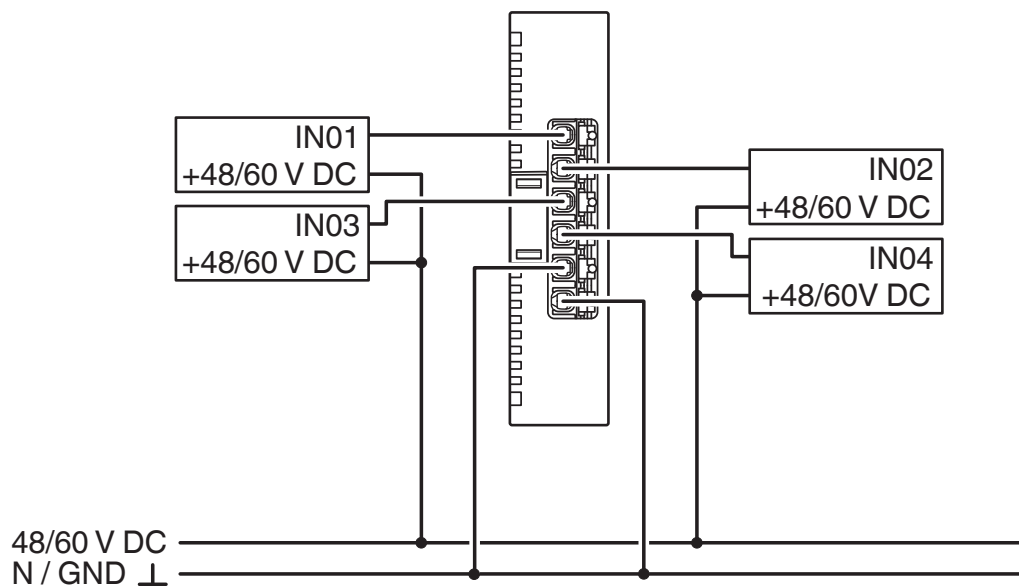 IN01
+48/60 V DC
IN03
+48/60 V DC
IN02
+48/60 V DC
IN04
+48/60V DC
48/60 V DC
N / GND ⊥